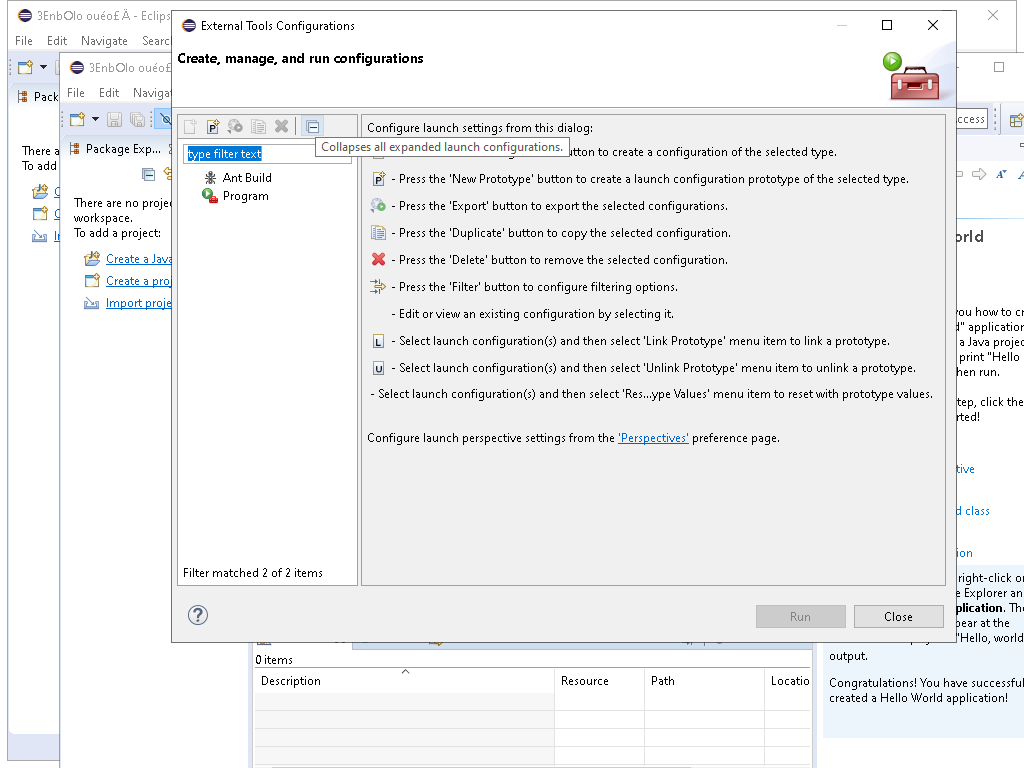 3EnbOlo ouéo£Ä - Eclips
File Edit Navigate Searc
Pack
There a
To add
3EnbOlo ouéo£
File Edit Naviga
Package Exp...
There are no proje
workspace.
To add a project:
Create a Java
Create a proj
Import proje
External Tools Configurations
Create, manage, and run configurations
type filter text
Ant Build
Program
Filter matched 2 of 2 items
Configure launch settings from this dialog:
Collapses all expanded launch configurations.
utton to create a configuration of the selected type.
- Press the 'New Prototype' button to create a launch configuration prototype of the selected type.
- Press the 'Export' button to export the selected configurations.
- Press the 'Duplicate' button to copy the selected configuration.
- Press the 'Delete' button to remove the selected configuration.
- Press the 'Filter' button to configure filtering options.
- Edit or view an existing configuration by selecting it.
- Select launch configuration(s) and then select 'Link Prototype' menu item to link a prototype.
- Select launch configuration(s) and then select 'Unlink Prototype' menu item to unlink a prototype.
- Select launch configuration(s) and then select 'Res...ype Values' menu item to reset with prototype values.
Configure launch perspective settings from the 'Perspectives' preference page.
Run
Close
ccess
orld
you how to cr
d" application
a Java projec
print "Hello
hen run.
tep, click the
rted!
tive
d class
ion
right-click or
e Explorer an
plication. The
pear at the
"Hello, world
output.
Congratulations! You have successful
created a Hello World application!
0 items
Description Resource Path Locatio